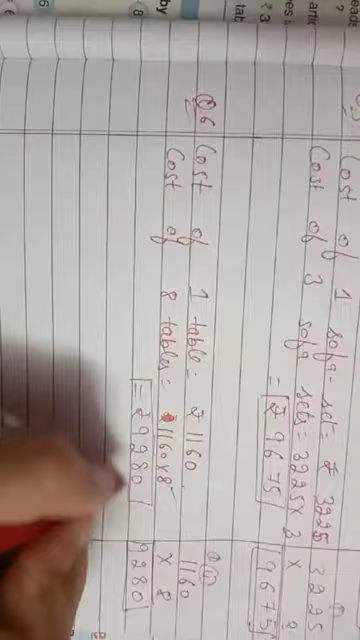 Cost of 1 sofa-set = ₹ 3225
Cost of 3 sofa sets = 3225 x 3
= ₹ 9675
3225
x 3
9675
Q.6 Cost of 1 table = ₹ 1160
Cost of 8 tables = ₹ 1160 x 8
= ₹ 9280
1160
x 8
9280